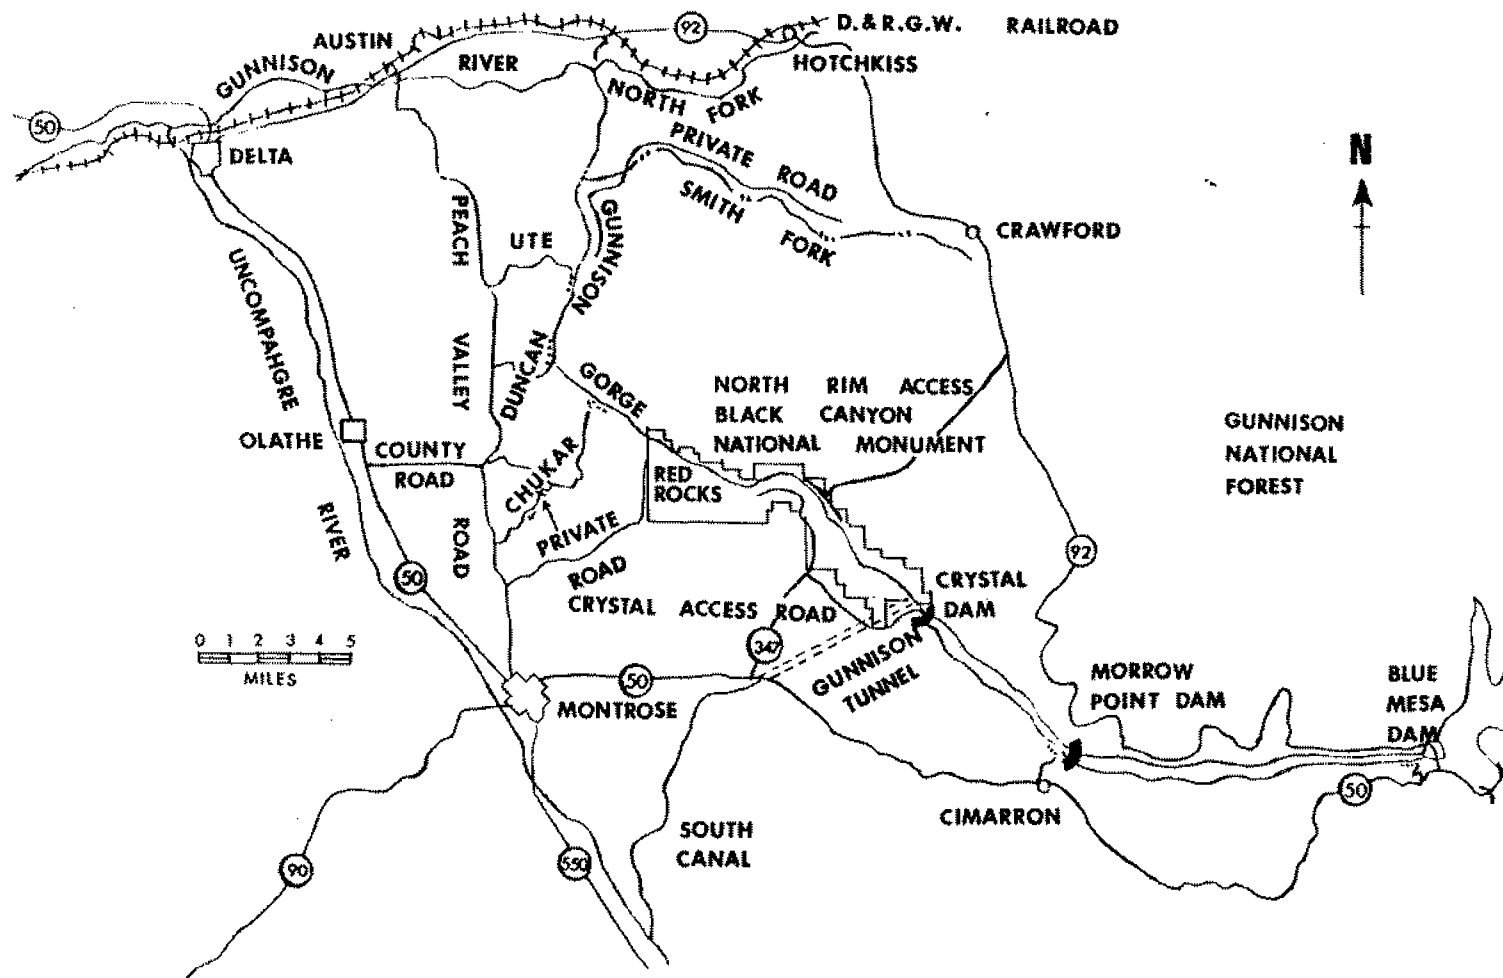 92
D.&R.G.W. RAILROAD
AUSTIN
GUNNISON
RIVER
HOTCHKISS
NORTH
FORK
50
PRIVATE
ROAD
DELTA
N
SMITH
FORK
PEACH
VALLEY
ROAD
UTE
GUNN
NOSINI
CRAWFORD
UNCOMPAHGRE
RIVER
DUNCAN
GORGE
NORTH RIM ACCESS
BLACK CANYON
NATIONAL MONUMENT
GUNNISON
NATIONAL
FOREST
OLATHE
COUNTY
ROAD
CHUKAR
RED
ROCKS
PRIVATE
ROAD
50
92
CRYSTAL
DAM
CRYSTAL ACCESS ROAD
347
0 1 2 3 4 5
MILES
GUNNISON
TUNNEL
50
MONTROSE
MORROW
POINT DAM
BLUE
MESA
DAM
50
CIMARRON
SOUTH
CANAL
90
550